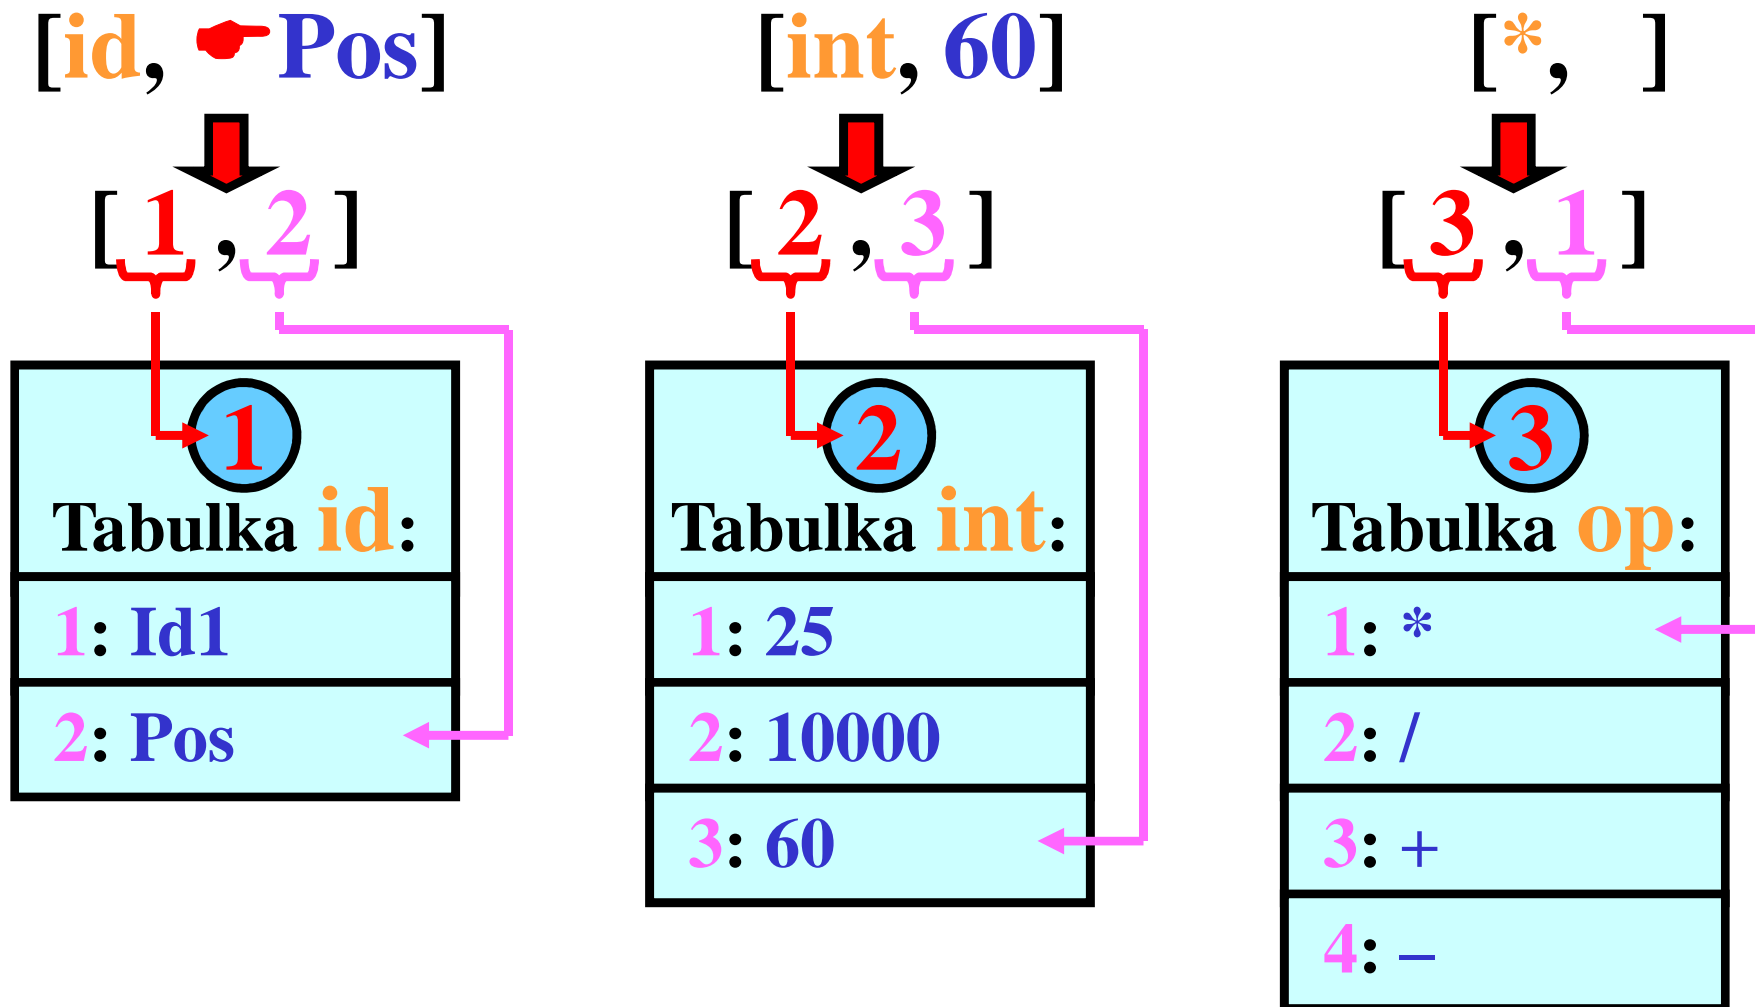 [id, ☛Pos]
[1,2]
1
Tabulka id:
1: Id1
2: Pos
[int, 60]
[2,3]
2
Tabulka int:
1: 25
2: 10000
3: 60
[*, ]
[3,1]
3
Tabulka op:
1: *
2: /
3: +
4: –